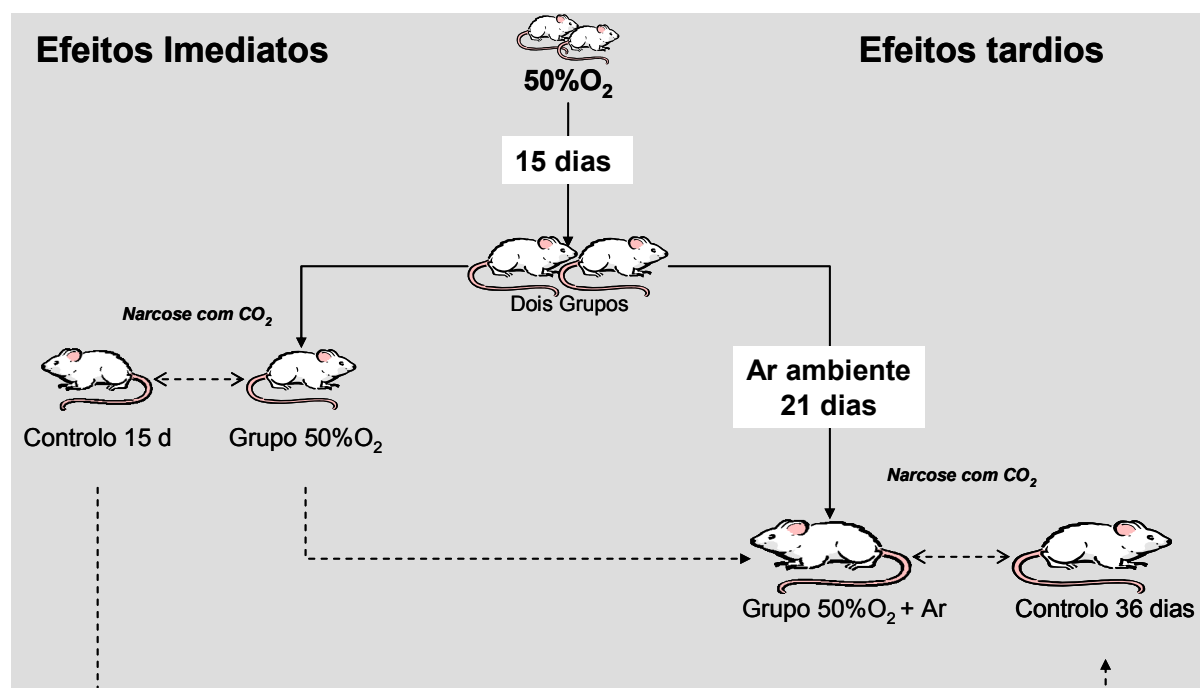 Efeitos Imediatos
Efeitos tardios
50%O₂
15 dias
Dois Grupos
Narcose com CO₂
Controlo 15 d
Grupo 50%O₂
Ar ambiente
21 dias
Narcose com CO₂
Grupo 50%O₂ + Ar
Controlo 36 dias